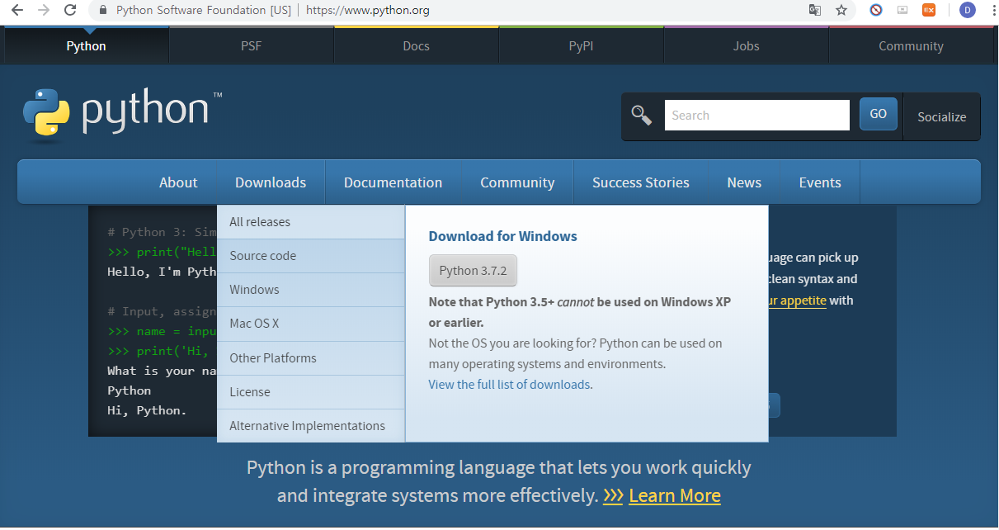 Python Software Foundation [US] | https://www.python.org
D
Python
PSF
Docs
PyPI
Jobs
Community
python™
Search
GO
Socialize
About
Downloads
Documentation
Community
Success Stories
News
Events
# Python 3:
>>> print("Hell
Hello, I'm Pyth
# Input, assign
>>> name = inpu
>>> print('Hi,
What is your na
Python
Hi, Python.
All releases
Source code
Windows
Mac OS X
Other Platforms
License
Alternative Implementations
Download for Windows
Python 3.7.2
Note that Python 3.5+ cannot be used on Windows XP
or earlier.
Not the OS you are looking for? Python can be used on
many operating systems and environments.
View the full list of downloads.
uage can pick up
clean syntax and
ur appetite with
Python is a programming language that lets you work quickly
and integrate systems more effectively. >>> Learn More